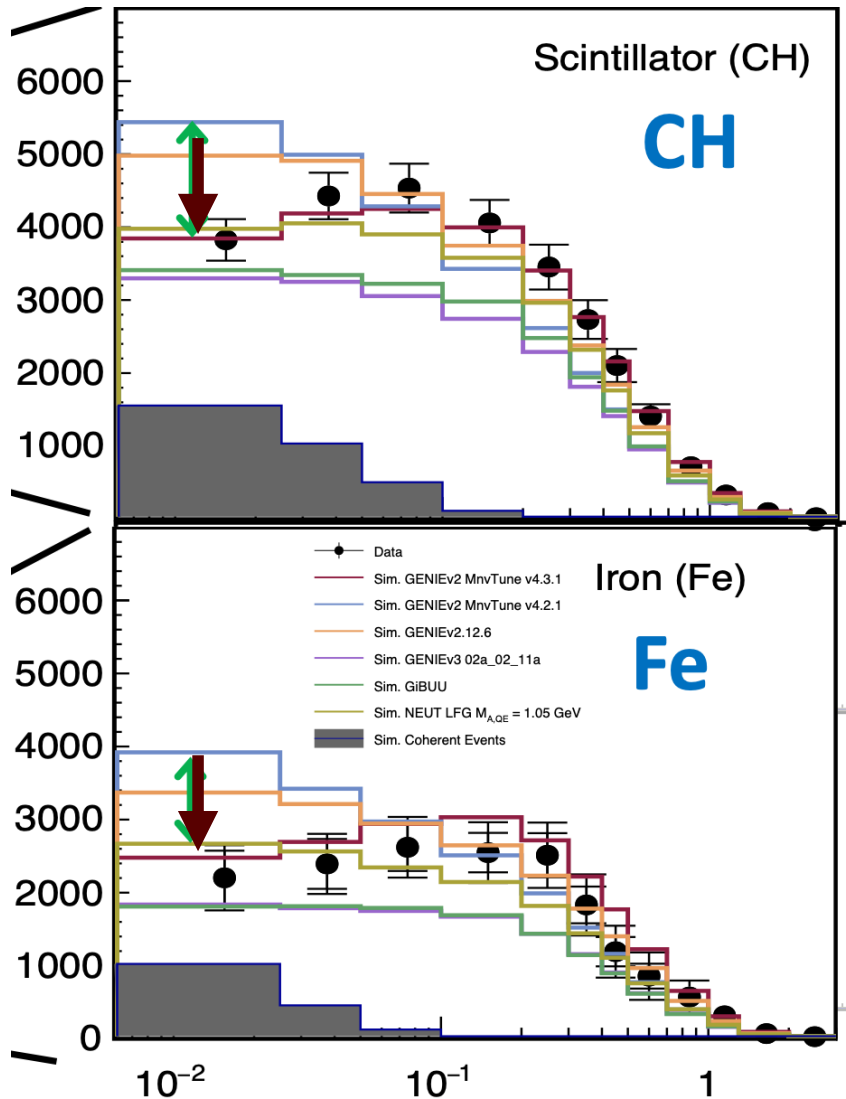 Scintillator (CH)
CH
6000
5000
4000
3000
2000
1000
Iron (Fe)
Fe
Data
Sim. GENIEv2 MnvTune v4.3.1
Sim. GENIEv2 MnvTune v4.2.1
Sim. GENIEv2.12.6
Sim. GENIEv3 02a_02_11a
Sim. GiBUU
Sim. NEUT LFG M_A,QE = 1.05 GeV
Sim. Coherent Events
6000
5000
4000
3000
2000
1000
0
10⁻² 10⁻¹ 1